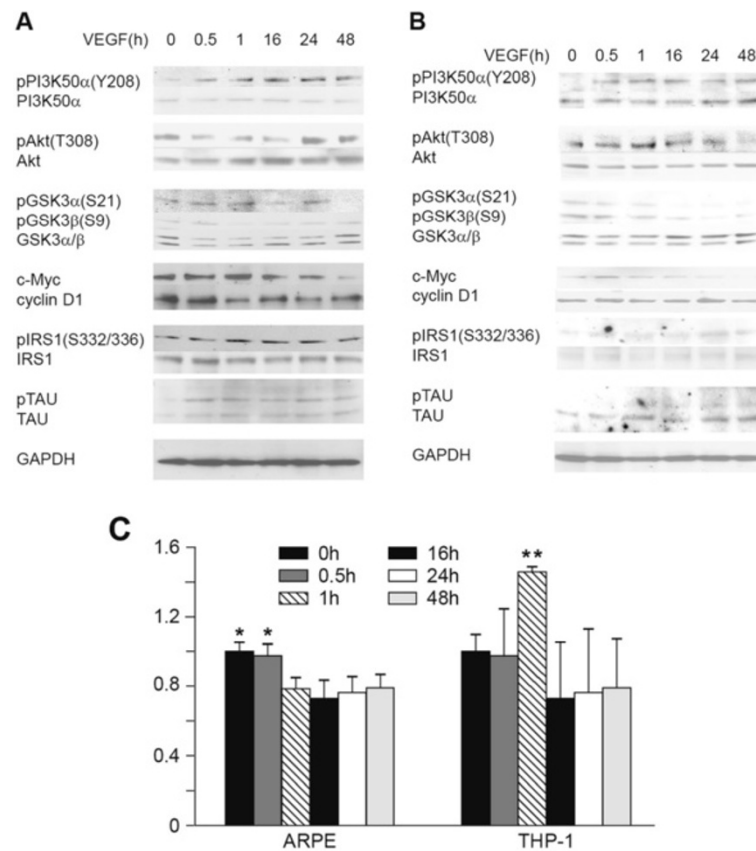 A
VEGF(h) 0 0.5 1 16 24 48
pPI3K50α(Y208)
PI3K50α
pAkt(T308)
Akt
pGSK3α(S21)
pGSK3β(S9)
GSK3α/β
c-Myc
cyclin D1
pIRS1(S332/336)
IRS1
pTAU
TAU
GAPDH
B
VEGF(h) 0 0.5 1 16 24 48
pPI3K50α(Y208)
PI3K50α
pAkt(T308)
Akt
pGSK3α(S21)
pGSK3β(S9)
GSK3α/β
c-Myc
cyclin D1
pIRS1(S332/336)
IRS1
pTAU
TAU
GAPDH
C
1.6
1.2
0.8
0.4
0
0h 16h
0.5h 24h
1h 48h
* * **
ARPE THP-1